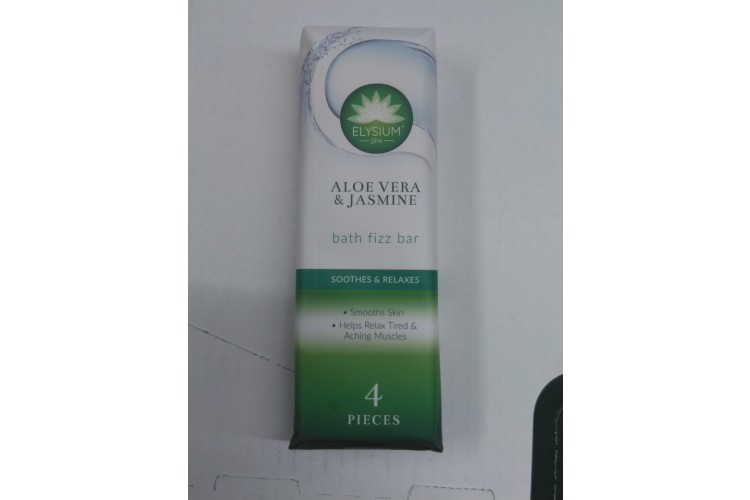 ELYSIUM
SPA
ALOE VERA
& JASMINE
bath fizz bar
SOOTHES & RELAXES
• Smooths Skin
• Helps Relax Tired &
Aching Muscles
4
PIECES